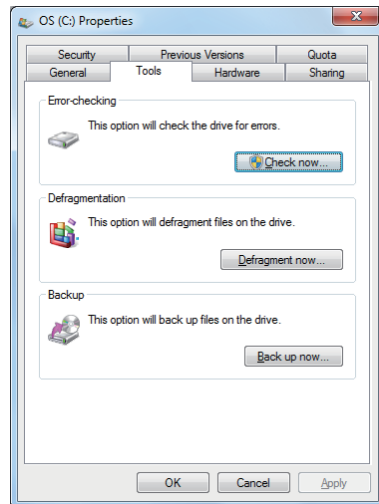 OS (C:) Properties
Security Previous Versions Quota
General Tools Hardware Sharing
Error-checking
This option will check the drive for errors.
Check now...
Defragmentation
This option will defragment files on the drive.
Defragment now...
Backup
This option will back up files on the drive.
Back up now...
OK Cancel Apply